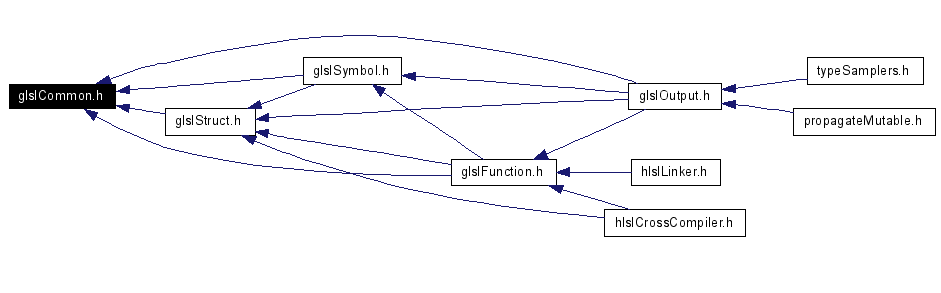 glslCommon.h
glslSymbol.h
glslStruct.h
glslFunction.h
glslOutput.h
hlslLinker.h
hlslCrossCompiler.h
typeSamplers.h
propagateMutable.h